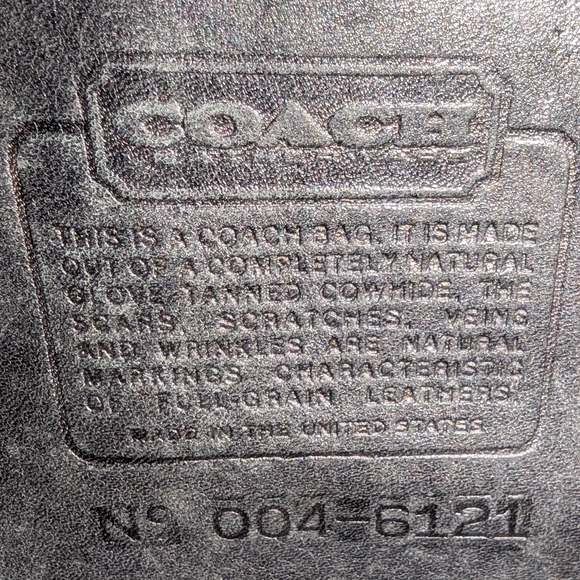 COACH
THIS IS A COACH BAG. IT IS MADE
OUT OF A COMPLETELY NATURAL
GLOVE TANNED COWHIDE, THE
SCARS, SCRATCHES, VEINS
AND WRINKLES ARE NATURAL
MARKINGS CHARACTERISTIC
OF FULL-GRAIN LEATHERS.
MADE IN THE UNITED STATES
Nº 004-6121